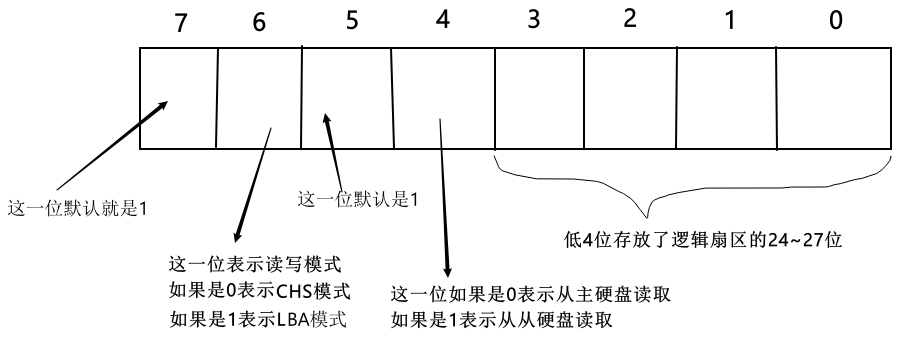 7 6 5 4 3 2 1 0
这一位默认就是1
这一位默认是1
低4位存放了逻辑扇区的24~27位
这一位表示读写模式
如果是0表示CHS模式
如果是1表示LBA模式
这一位如果是0表示从主硬盘读取
如果是1表示从从硬盘读取